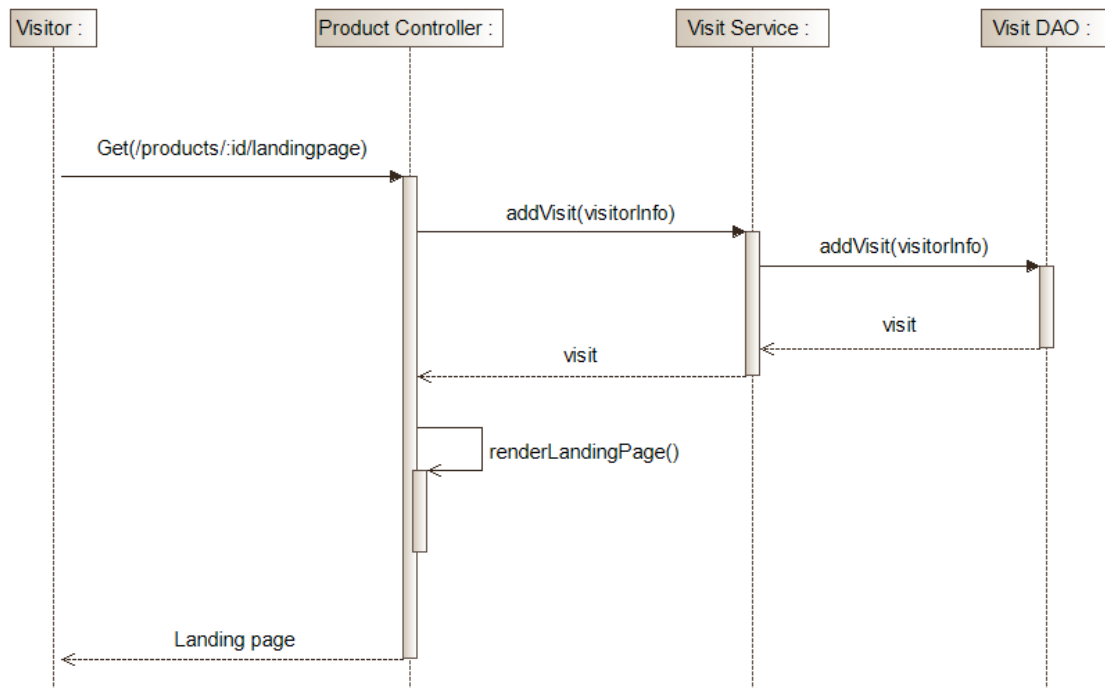 Visitor :
Product Controller :
Visit Service :
Visit DAO :
Get(/products/:id/landingpage)
addVisit(visitorInfo)
addVisit(visitorInfo)
visit
visit
renderLandingPage()
Landing page